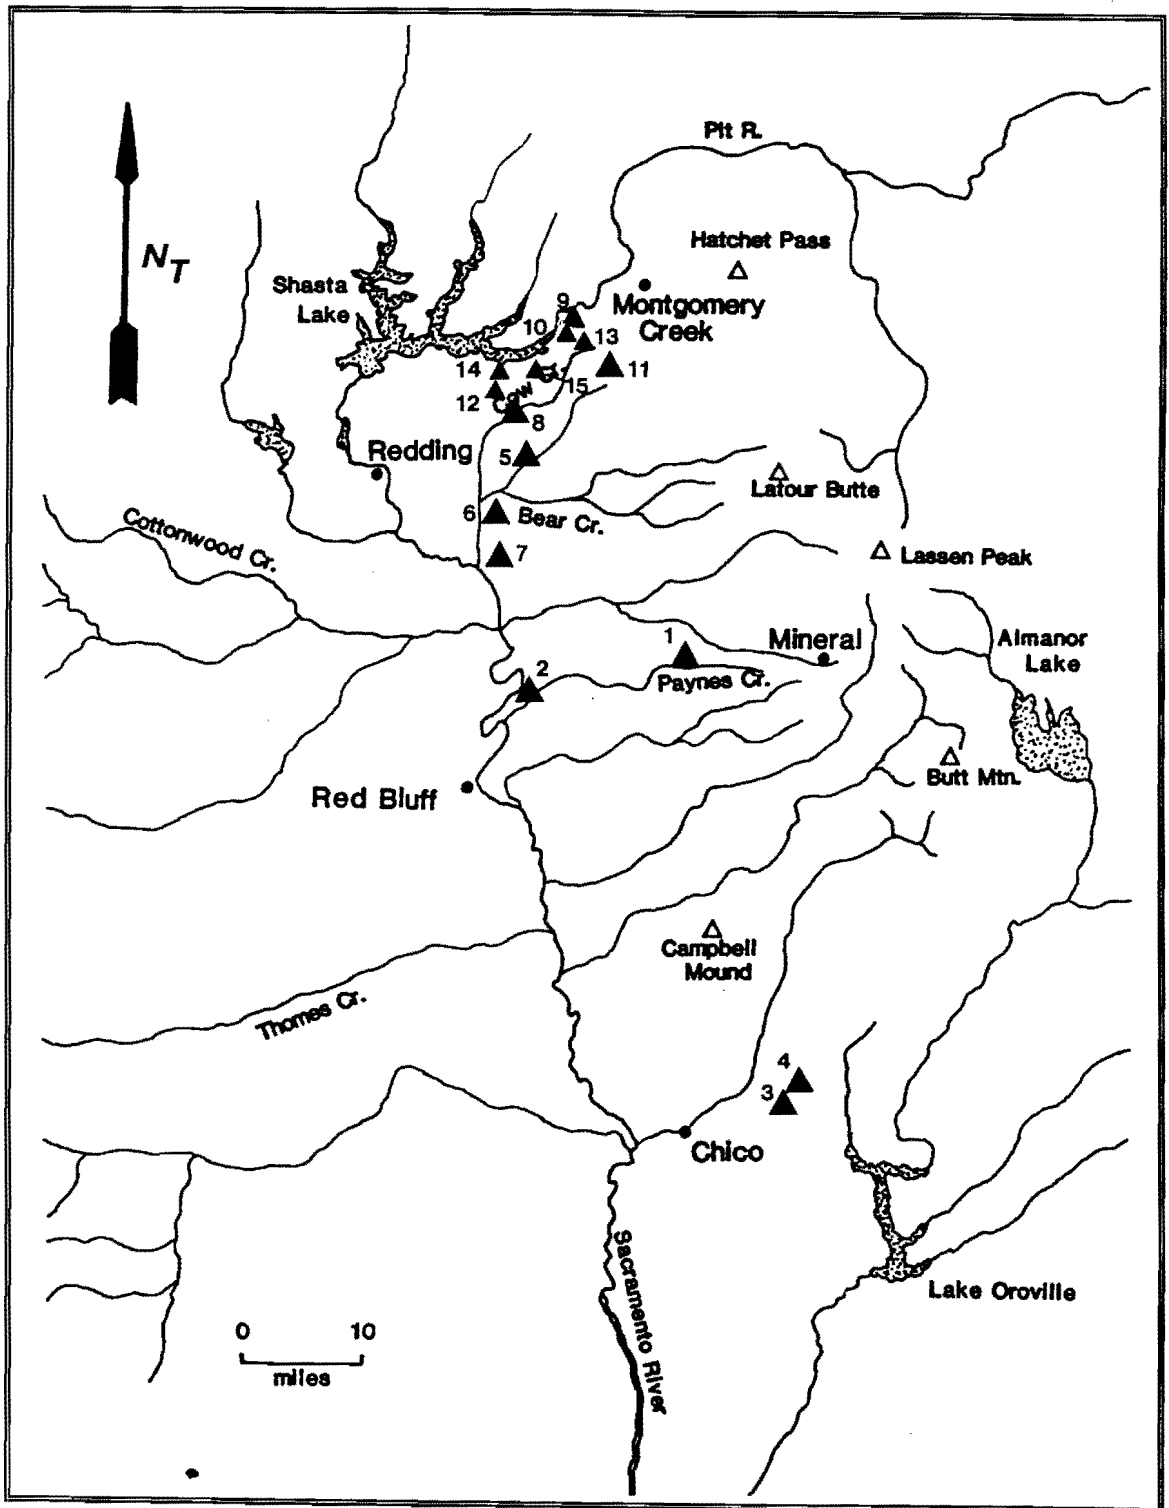 Pit R.
Hatchet Pass
N_T
Shasta
Lake
Montgomery
Creek
9
10
13
11
14
15
12
Cow Cr.
8
Redding
5
Latour Butte
6
Bear Cr.
7
Cottonwood Cr.
Lassen Peak
1
Mineral
Almanor
Lake
2
Paynes Cr.
Butt Mtn.
Red Bluff
Campbell
Mound
Thomes Cr.
4
3
Chico
Sacramento River
Lake Oroville
0 10
miles